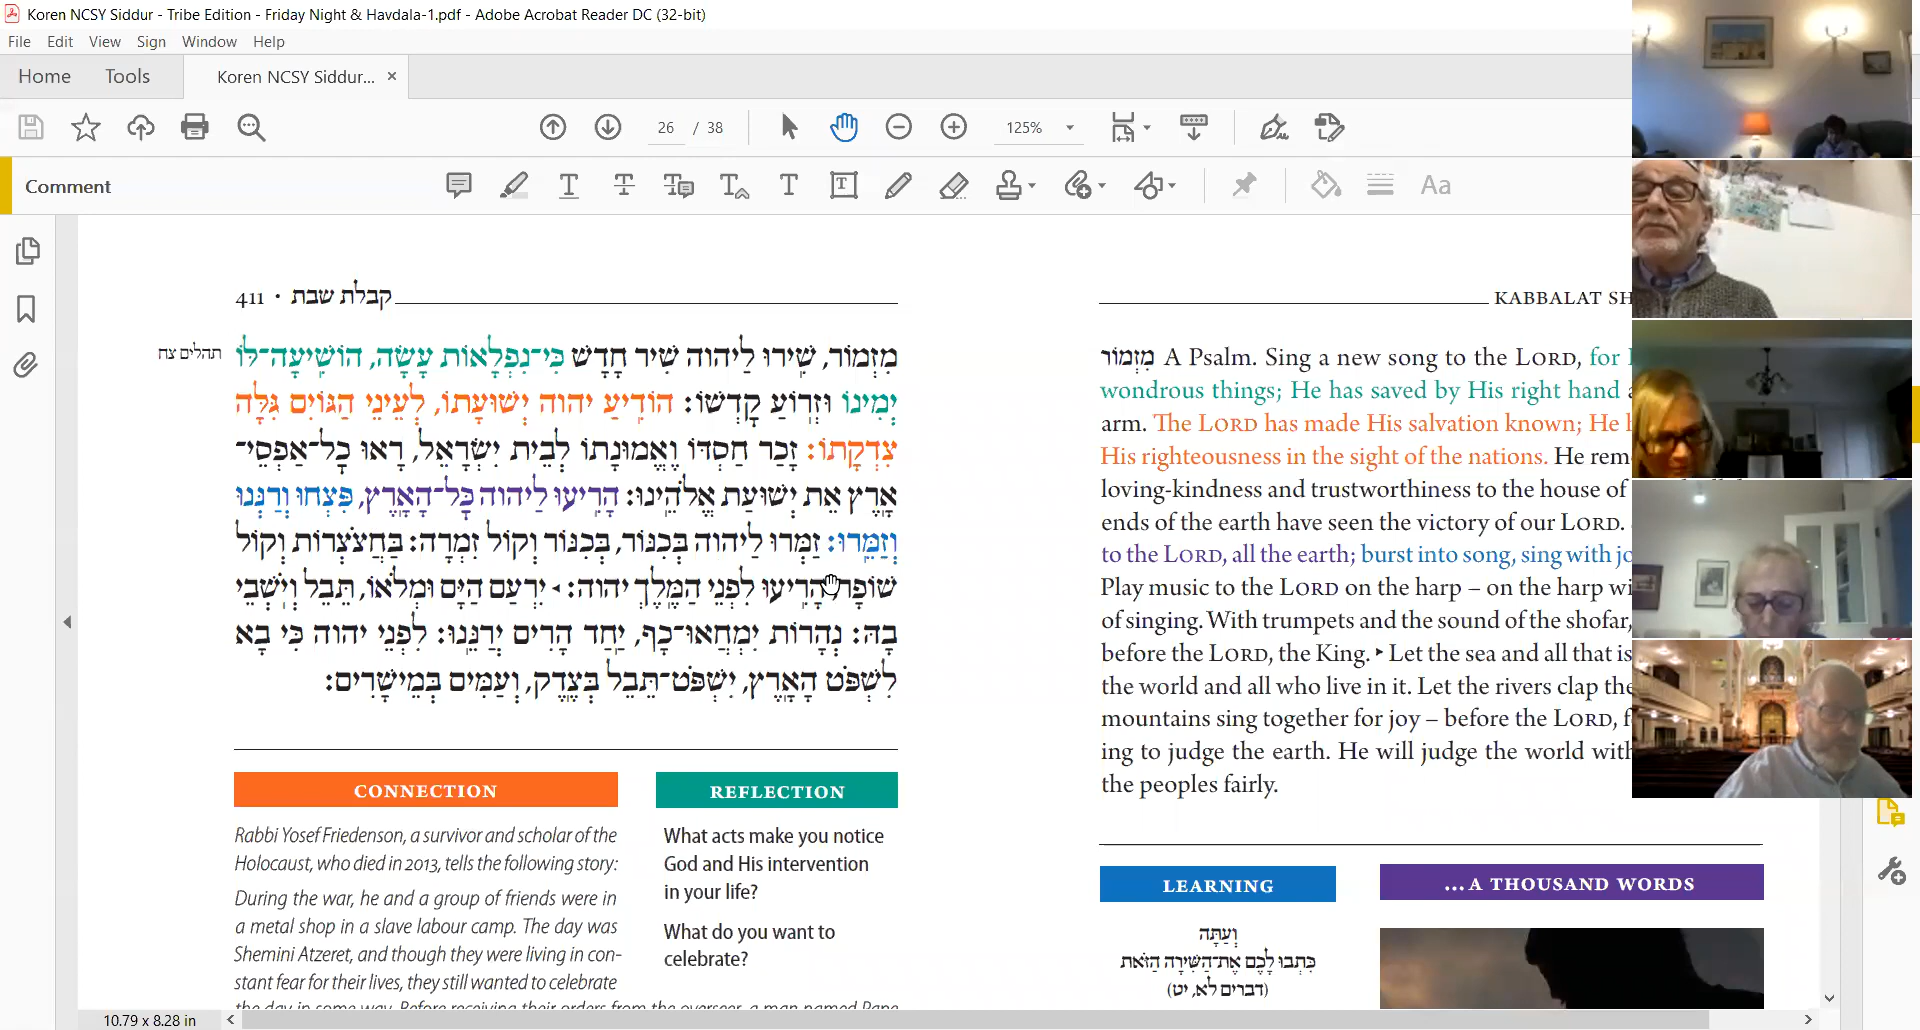 Koren NCSY Siddur - Tribe Edition - Friday Night & Havdala-1.pdf - Adobe Acrobat Reader DC (32-bit)
File Edit View Sign Window Help
Home Tools Koren NCSY Siddur... ×
26 / 38 125%
Comment
Aa
411 • קבלת שבת
תהלים צח
מִזְמוֹר, שִׁירוּ לַיהוה שִׁיר חָדָשׁ כִּי־נִפְלָאוֹת עָשָׂה, הוֹשִׁיעָה־לּוֹ
יְמִינוֹ וּזְרוֹעַ קָדְשׁוֹ: הוֹדִיעַ יהוה יְשׁוּעָתוֹ, לְעֵינֵי הַגּוֹיִם גִּלָּה
צִדְקָתוֹ: זָכַר חַסְדּוֹ וֶאֱמוּנָתוֹ לְבֵית יִשְׂרָאֵל, רָאוּ כָל־אַפְסֵי־
אָרֶץ אֵת יְשׁוּעַת אֱלֹהֵינוּ: הָרִיעוּ לַיהוה כָּל־הָאָרֶץ, פִּצְחוּ וְרַנְּנוּ
וְזַמֵּרוּ: זַמְּרוּ לַיהוה בְּכִנּוֹר, בְּכִנּוֹר וְקוֹל זִמְרָה: בַּחֲצֹצְרוֹת וְקוֹל
שׁוֹפָר, הָרִיעוּ לִפְנֵי הַמֶּלֶךְ יהוה: ◂ יִרְעַם הַיָּם וּמְלֹאוֹ, תֵּבֵל וְיֹשְׁבֵי
בָהּ: נְהָרוֹת יִמְחֲאוּ־כָף, יַחַד הָרִים יְרַנֵּנוּ: לִפְנֵי יהוה כִּי בָא
לִשְׁפֹּט הָאָרֶץ, יִשְׁפֹּט־תֵּבֵל בְּצֶדֶק, וְעַמִּים בְּמֵישָׁרִים:
CONNECTION
Rabbi Yosef Friedenson, a survivor and scholar of the
Holocaust, who died in 2013, tells the following story:
During the war, he and a group of friends were in
a metal shop in a slave labour camp. The day was
Shemini Atzeret, and though they were living in con-
stant fear for their lives, they still wanted to celebrate
the day in some way. Before receiving their orders from the overseer, a man named
REFLECTION
What acts make you notice
God and His intervention
in your life?
What do you want to
celebrate?
KABBALAT SH
מִזְמוֹר A Psalm. Sing a new song to the LORD, for
wondrous things; He has saved by His right hand
arm. The LORD has made His salvation known; He
His righteousness in the sight of the nations. He rem
loving-kindness and trustworthiness to the house of
ends of the earth have seen the victory of our LORD.
to the LORD, all the earth; burst into song, sing with jo
Play music to the LORD on the harp – on the harp wi
of singing. With trumpets and the sound of the shofar,
before the LORD, the King. ▸ Let the sea and all that is
the world and all who live in it. Let the rivers clap the
mountains sing together for joy – before the LORD, f
ing to judge the earth. He will judge the world with
the peoples fairly.
LEARNING
וְעַתָּה
כִּתְבוּ לָכֶם אֶת־הַשִּׁירָה הַזֹּאת
(דברים לא, יט)
...A THOUSAND WORDS
10.79 x 8.28 in